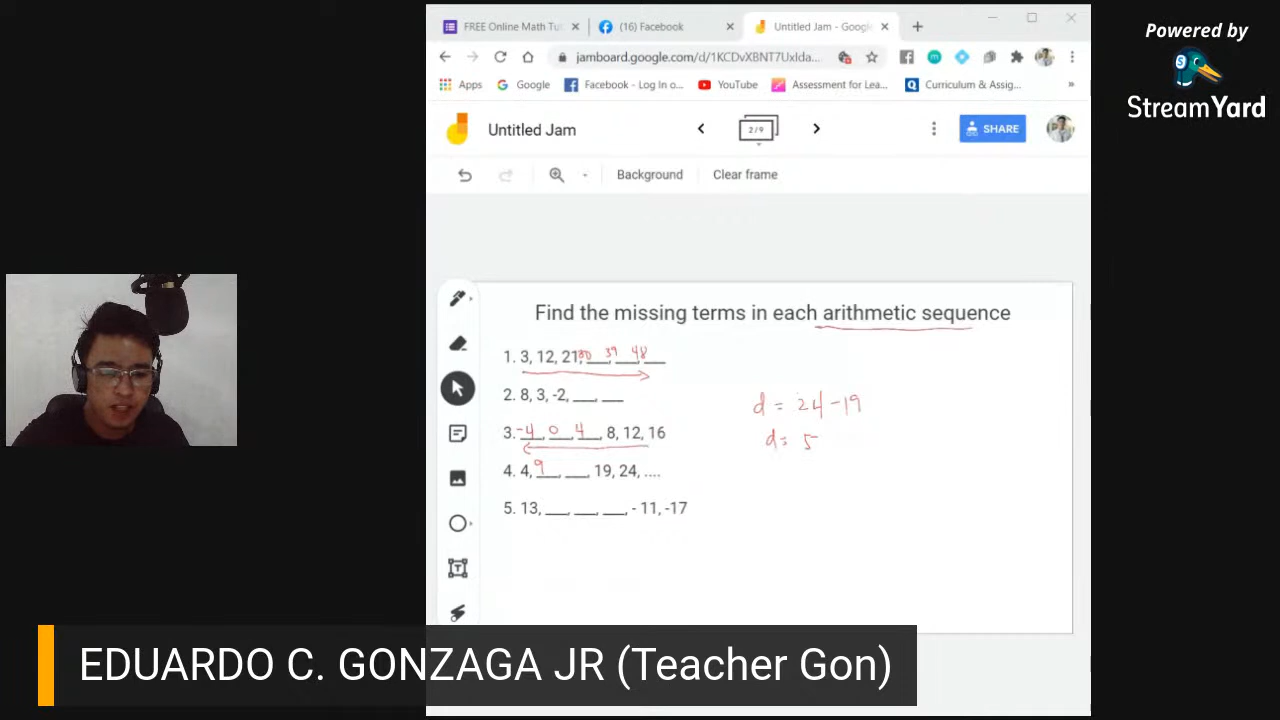 FREE Online Math Tu
(16) Facebook
Untitled Jam - Google
Powered by
StreamYard
jamboard.google.com/d/1KCDvXBNT7UxIda...
Apps
Google
Facebook - Log In o...
YouTube
Assessment for Lea...
Curriculum & Assig...
Untitled Jam
2/9
SHARE
Background
Clear frame
Find the missing terms in each arithmetic sequence
1. 3, 12, 21, 30, 39, 48
2. 8, 3, -2, ___, ___
3. -4, 0, 4, 8, 12, 16
4. 4, 9, ___, 19, 24, ....
5. 13, ___, ___, ___, - 11, -17
d = 24 - 19
d = 5
EDUARDO C. GONZAGA JR (Teacher Gon)